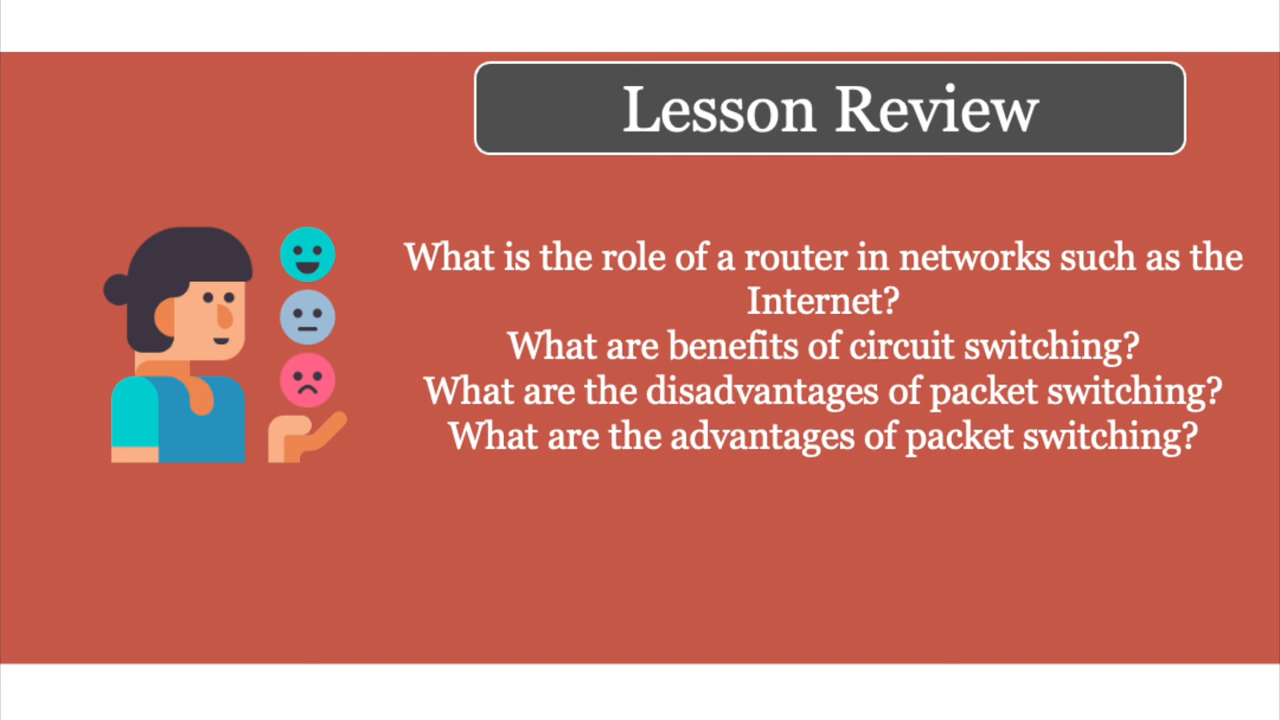 Lesson Review
What is the role of a router in networks such as the
Internet?
What are benefits of circuit switching?
What are the disadvantages of packet switching?
What are the advantages of packet switching?